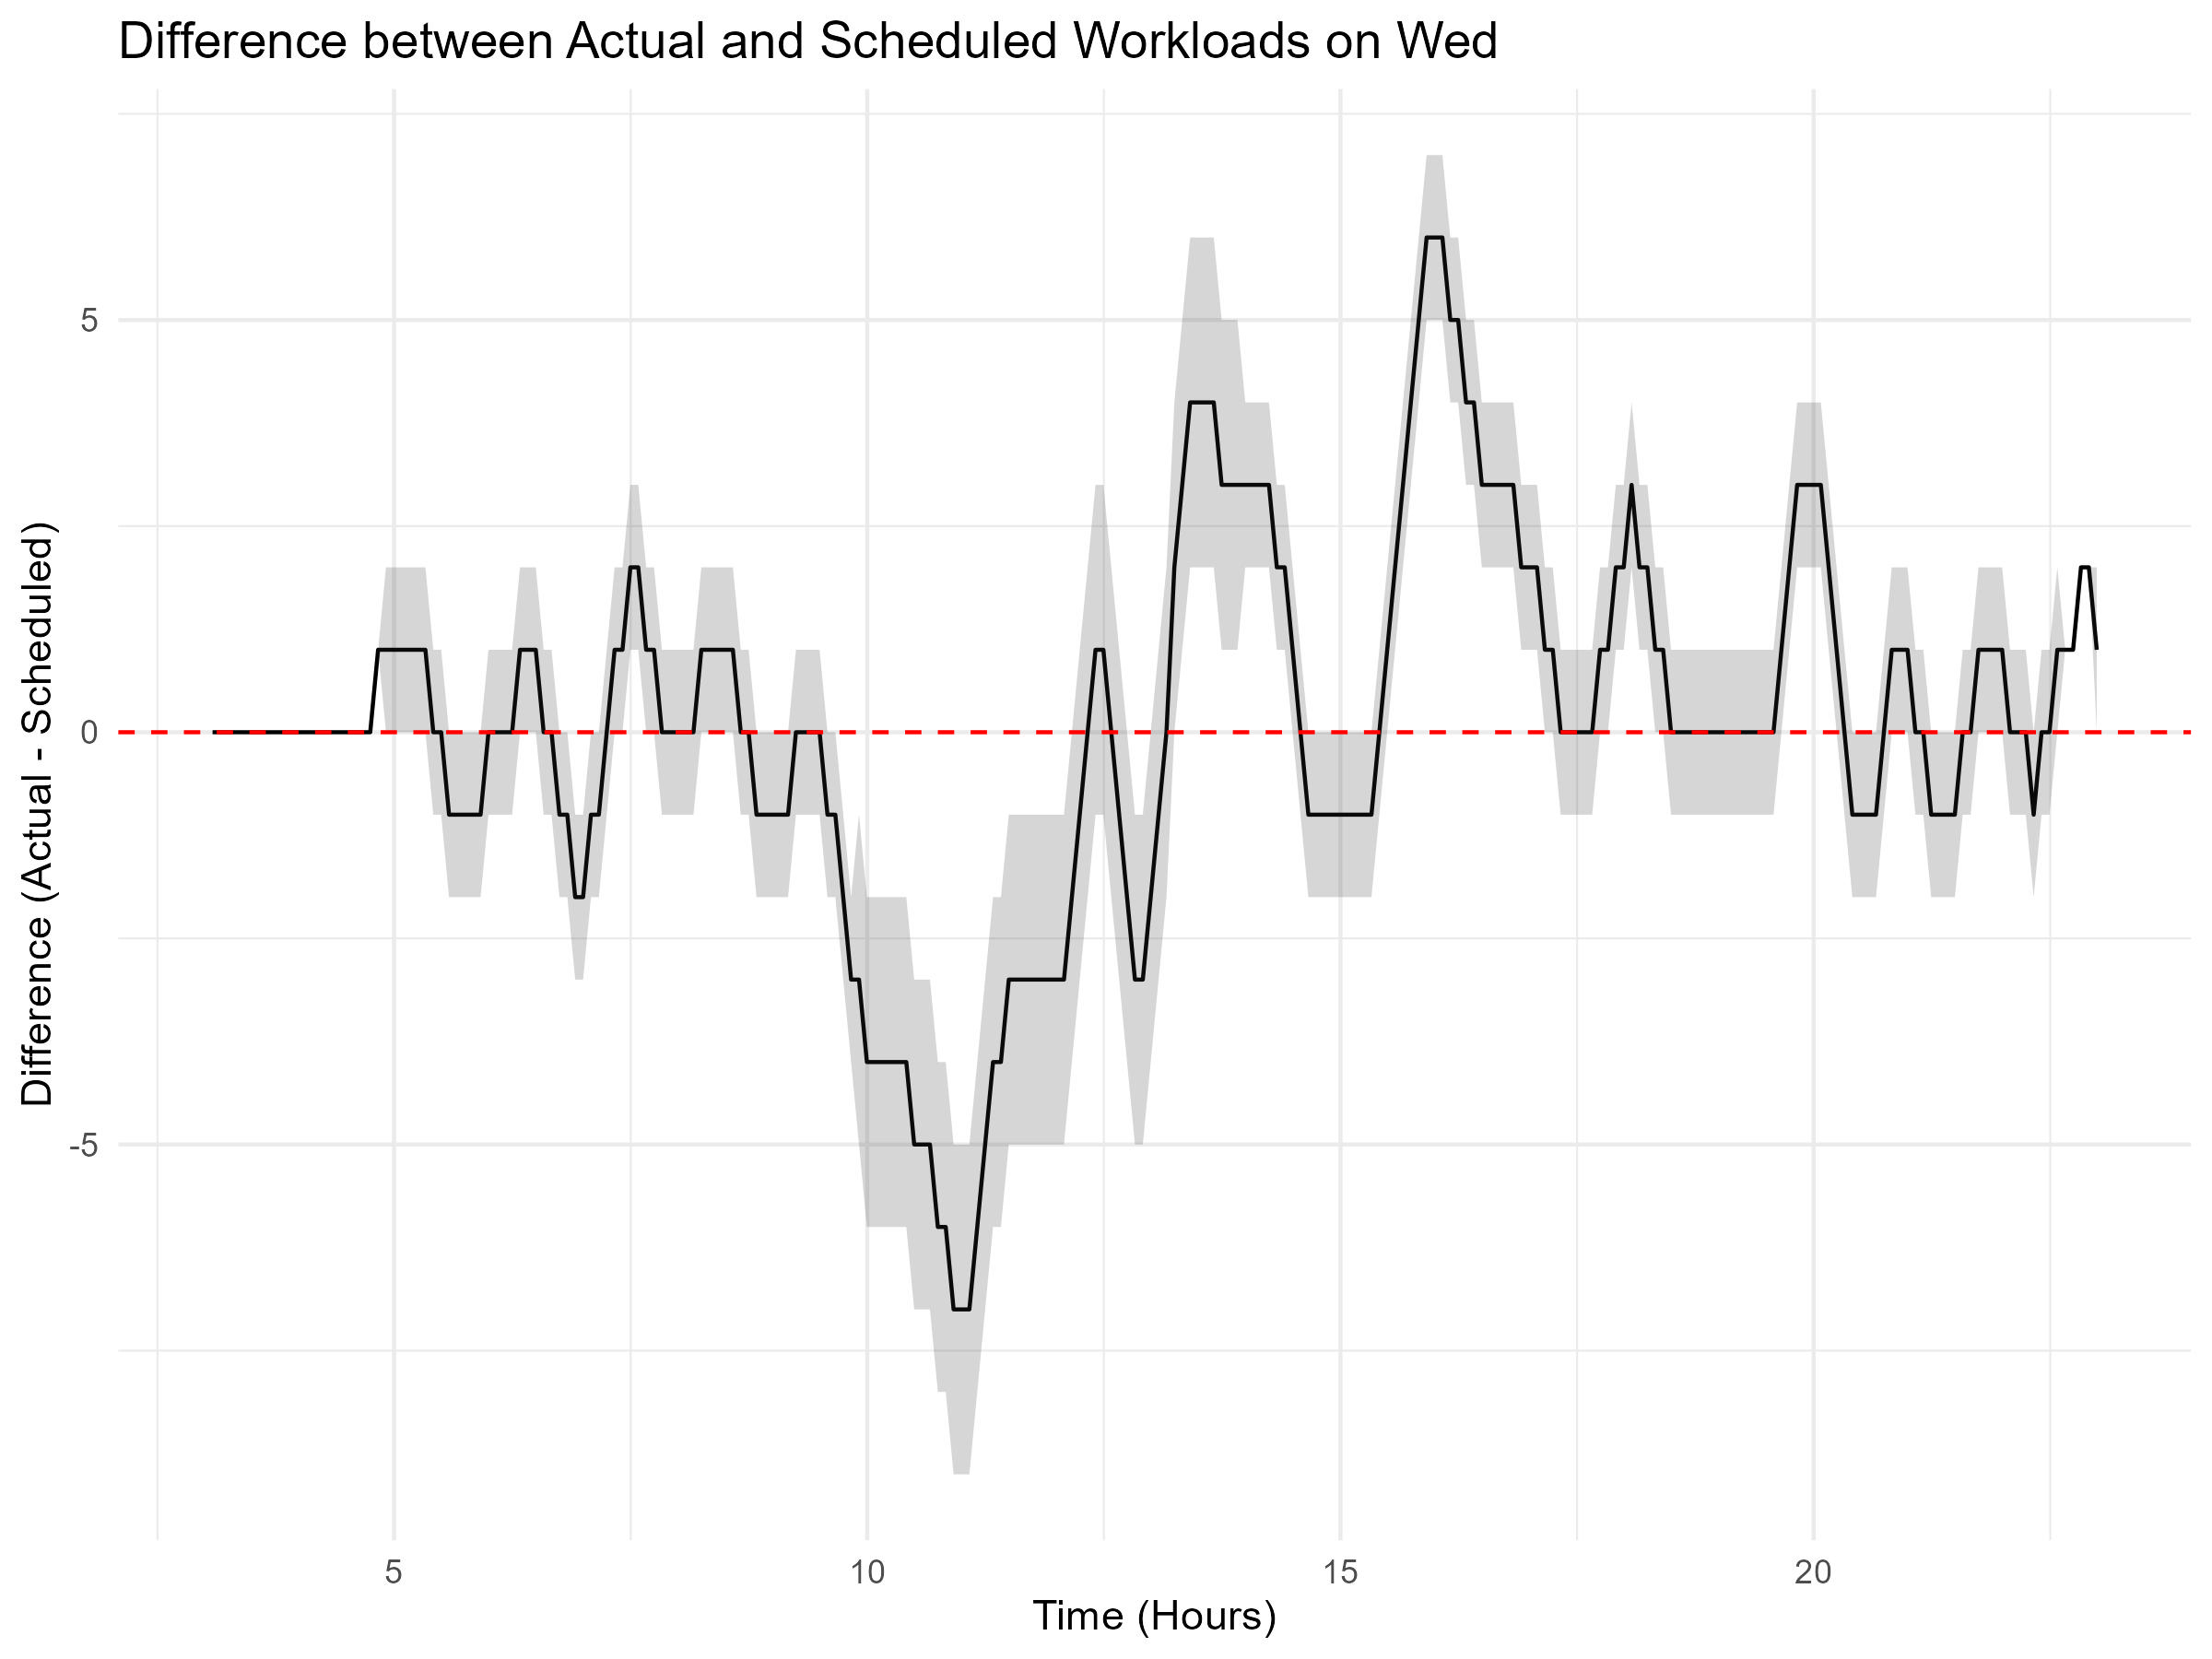 Difference between Actual and Scheduled Workloads on Wed
Difference (Actual - Scheduled)
5
0
-5
5
10
15
20
Time (Hours)